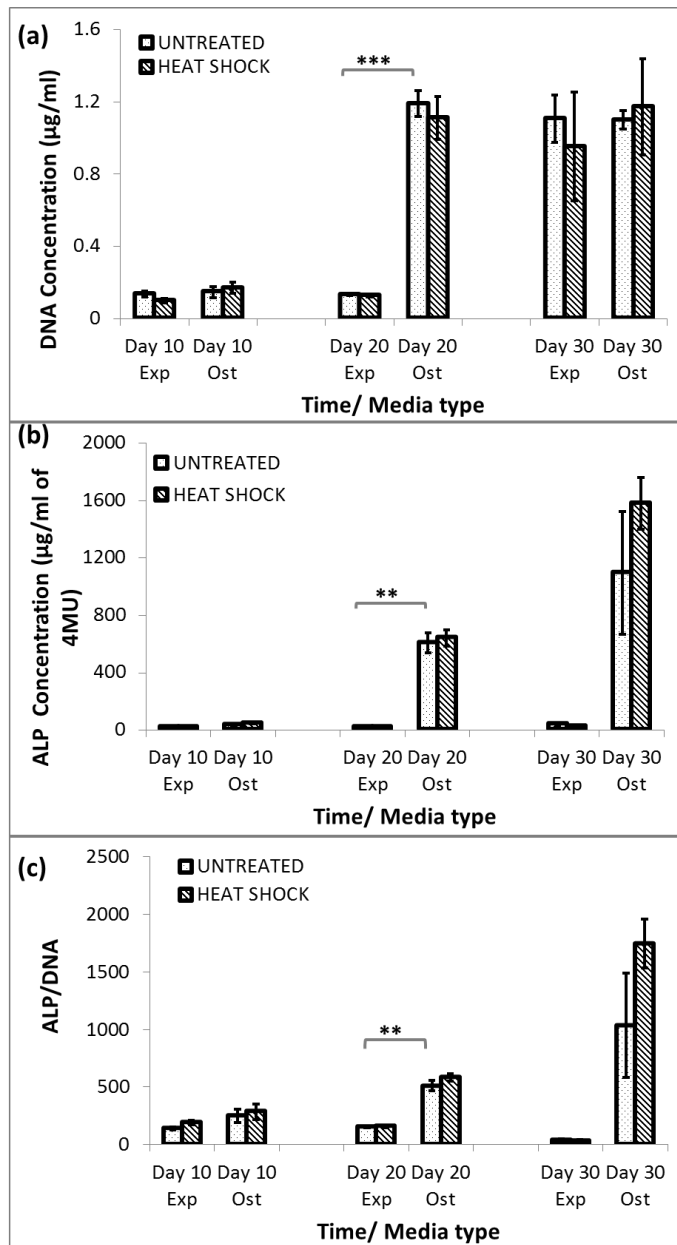 (a)
UNTREATED
HEAT SHOCK
***
DNA Concentration (µg/ml)
1.6
1.2
0.8
0.4
0
Day 10 Day 10 Day 20 Day 20 Day 30 Day 30
Exp Ost Exp Ost Exp Ost
Time/ Media type
(b)
UNTREATED
HEAT SHOCK
**
ALP Concentration (µg/ml of
4MU)
2000
1600
1200
800
400
0
Day 10 Day 10 Day 20 Day 20 Day 30 Day 30
Exp Ost Exp Ost Exp Ost
Time/ Media type
(c)
UNTREATED
HEAT SHOCK
**
ALP/DNA
2500
2000
1500
1000
500
0
Day 10 Day 10 Day 20 Day 20 Day 30 Day 30
Exp Ost Exp Ost Exp Ost
Time/ Media type